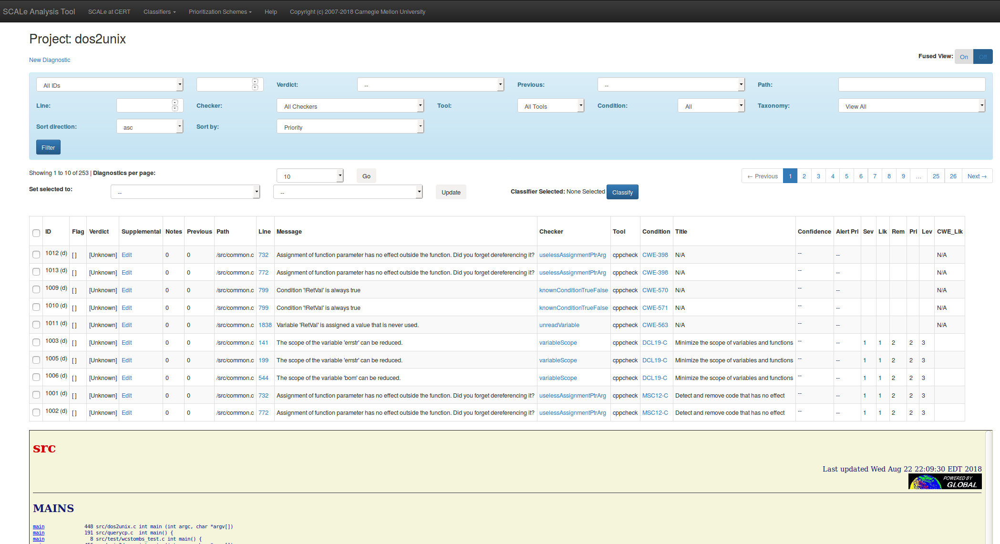 SCALe Analysis Tool SCALe at CERT Classifiers Prioritization Schemes Help Copyright (c) 2007-2018 Carnegie Mellon University
Project: dos2unix
New Diagnostic
Fused View: On Off
All IDs Verdict: -- Previous: -- Path:
Line: Checker: All Checkers Tool: All Tools Condition: All Taxonomy: View All
Sort direction: asc Sort by: Priority
Filter
Showing 1 to 10 of 253 | Diagnostics per page: 10 Go ← Previous 1 2 3 4 5 6 7 8 9 … 25 26 Next →
Set selected to: -- -- Update Classifier Selected: None Selected Classify
ID Flag Verdict Supplemental Notes Previous Path Line Message Checker Tool Condition Title Confidence Alert Pri Sev Lik Rem Pri Lev CWE_Lik
1012 (d) [ ] [Unknown] Edit 0 0 /src/common.c 732 Assignment of function parameter has no effect outside the function. Did you forget dereferencing it? uselessAssignmentPtrArg cppcheck CWE-398 N/A -- -- N/A
1013 (d) [ ] [Unknown] Edit 0 0 /src/common.c 772 Assignment of function parameter has no effect outside the function. Did you forget dereferencing it? uselessAssignmentPtrArg cppcheck CWE-398 N/A -- -- N/A
1009 (d) [ ] [Unknown] Edit 0 0 /src/common.c 799 Condition '!RetVal' is always true knownConditionTrueFalse cppcheck CWE-570 N/A -- -- N/A
1010 (d) [ ] [Unknown] Edit 0 0 /src/common.c 799 Condition '!RetVal' is always true knownConditionTrueFalse cppcheck CWE-571 N/A -- -- N/A
1011 (d) [ ] [Unknown] Edit 0 0 /src/common.c 1838 Variable 'RetVal' is assigned a value that is never used. unreadVariable cppcheck CWE-563 N/A -- -- N/A
1003 (d) [ ] [Unknown] Edit 0 0 /src/common.c 141 The scope of the variable 'errstr' can be reduced. variableScope cppcheck DCL19-C Minimize the scope of variables and functions -- -- 1 1 2 2 3
1005 (d) [ ] [Unknown] Edit 0 0 /src/common.c 199 The scope of the variable 'errstr' can be reduced. variableScope cppcheck DCL19-C Minimize the scope of variables and functions -- -- 1 1 2 2 3
1006 (d) [ ] [Unknown] Edit 0 0 /src/common.c 544 The scope of the variable 'bom' can be reduced. variableScope cppcheck DCL19-C Minimize the scope of variables and functions -- -- 1 1 2 2 3
1001 (d) [ ] [Unknown] Edit 0 0 /src/common.c 732 Assignment of function parameter has no effect outside the function. Did you forget dereferencing it? uselessAssignmentPtrArg cppcheck MSC12-C Detect and remove code that has no effect -- -- 1 1 2 2 3
1002 (d) [ ] [Unknown] Edit 0 0 /src/common.c 772 Assignment of function parameter has no effect outside the function. Did you forget dereferencing it? uselessAssignmentPtrArg cppcheck MSC12-C Detect and remove code that has no effect -- -- 1 1 2 2 3
src
Last updated Wed Aug 22 22:09:30 EDT 2018
POWERED BY
GLOBAL
MAINS
main 448 src/dos2unix.c int main (int argc, char *argv[])
main 191 src/querycp.c int main() {
main 8 src/test/wcstombs_test.c int main() {